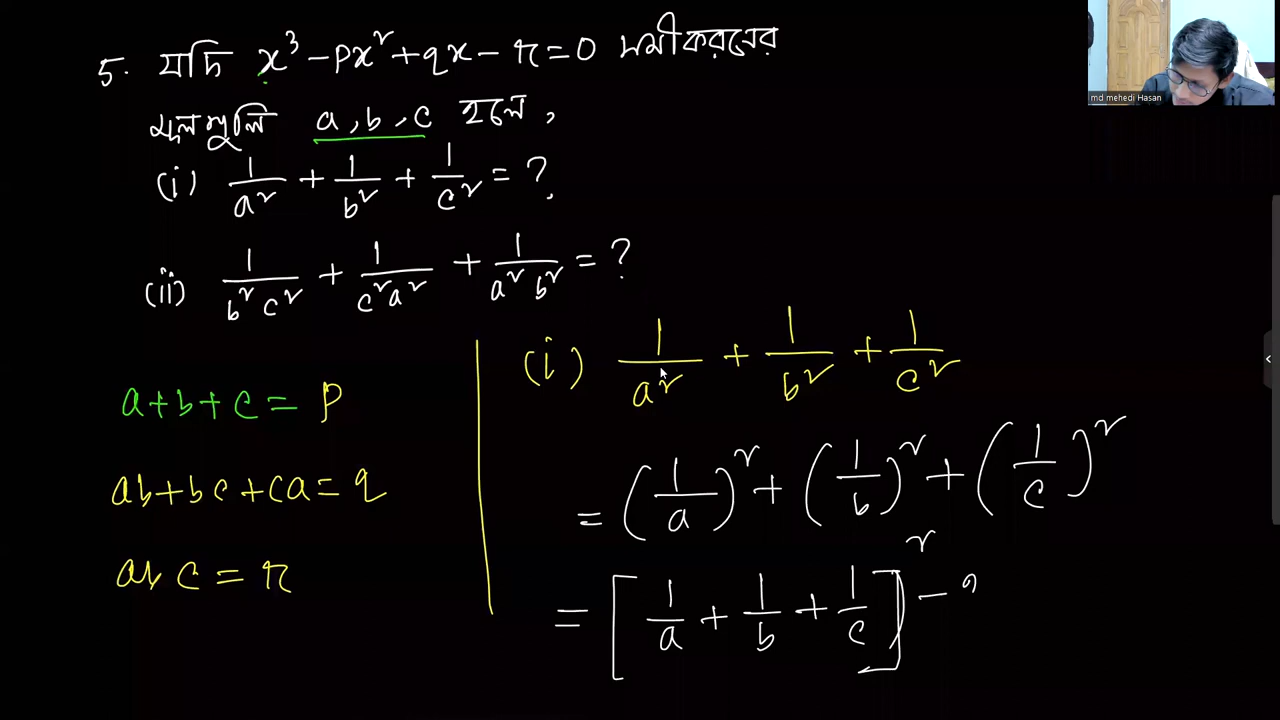 5. যদি x³ − px² + qx − r = 0 সমীকরনের
মূলগুলি a, b, c হলে,
(i) 1/a² + 1/b² + 1/c² = ?
(ii) 1/b²c² + 1/c²a² + 1/a²b² = ?
a + b + c = p
ab + bc + ca = q
abc = r
(i) 1/a² + 1/b² + 1/c²
= (1/a)² + (1/b)² + (1/c)²
= [1/a + 1/b + 1/c]² −
md mehedi Hasan